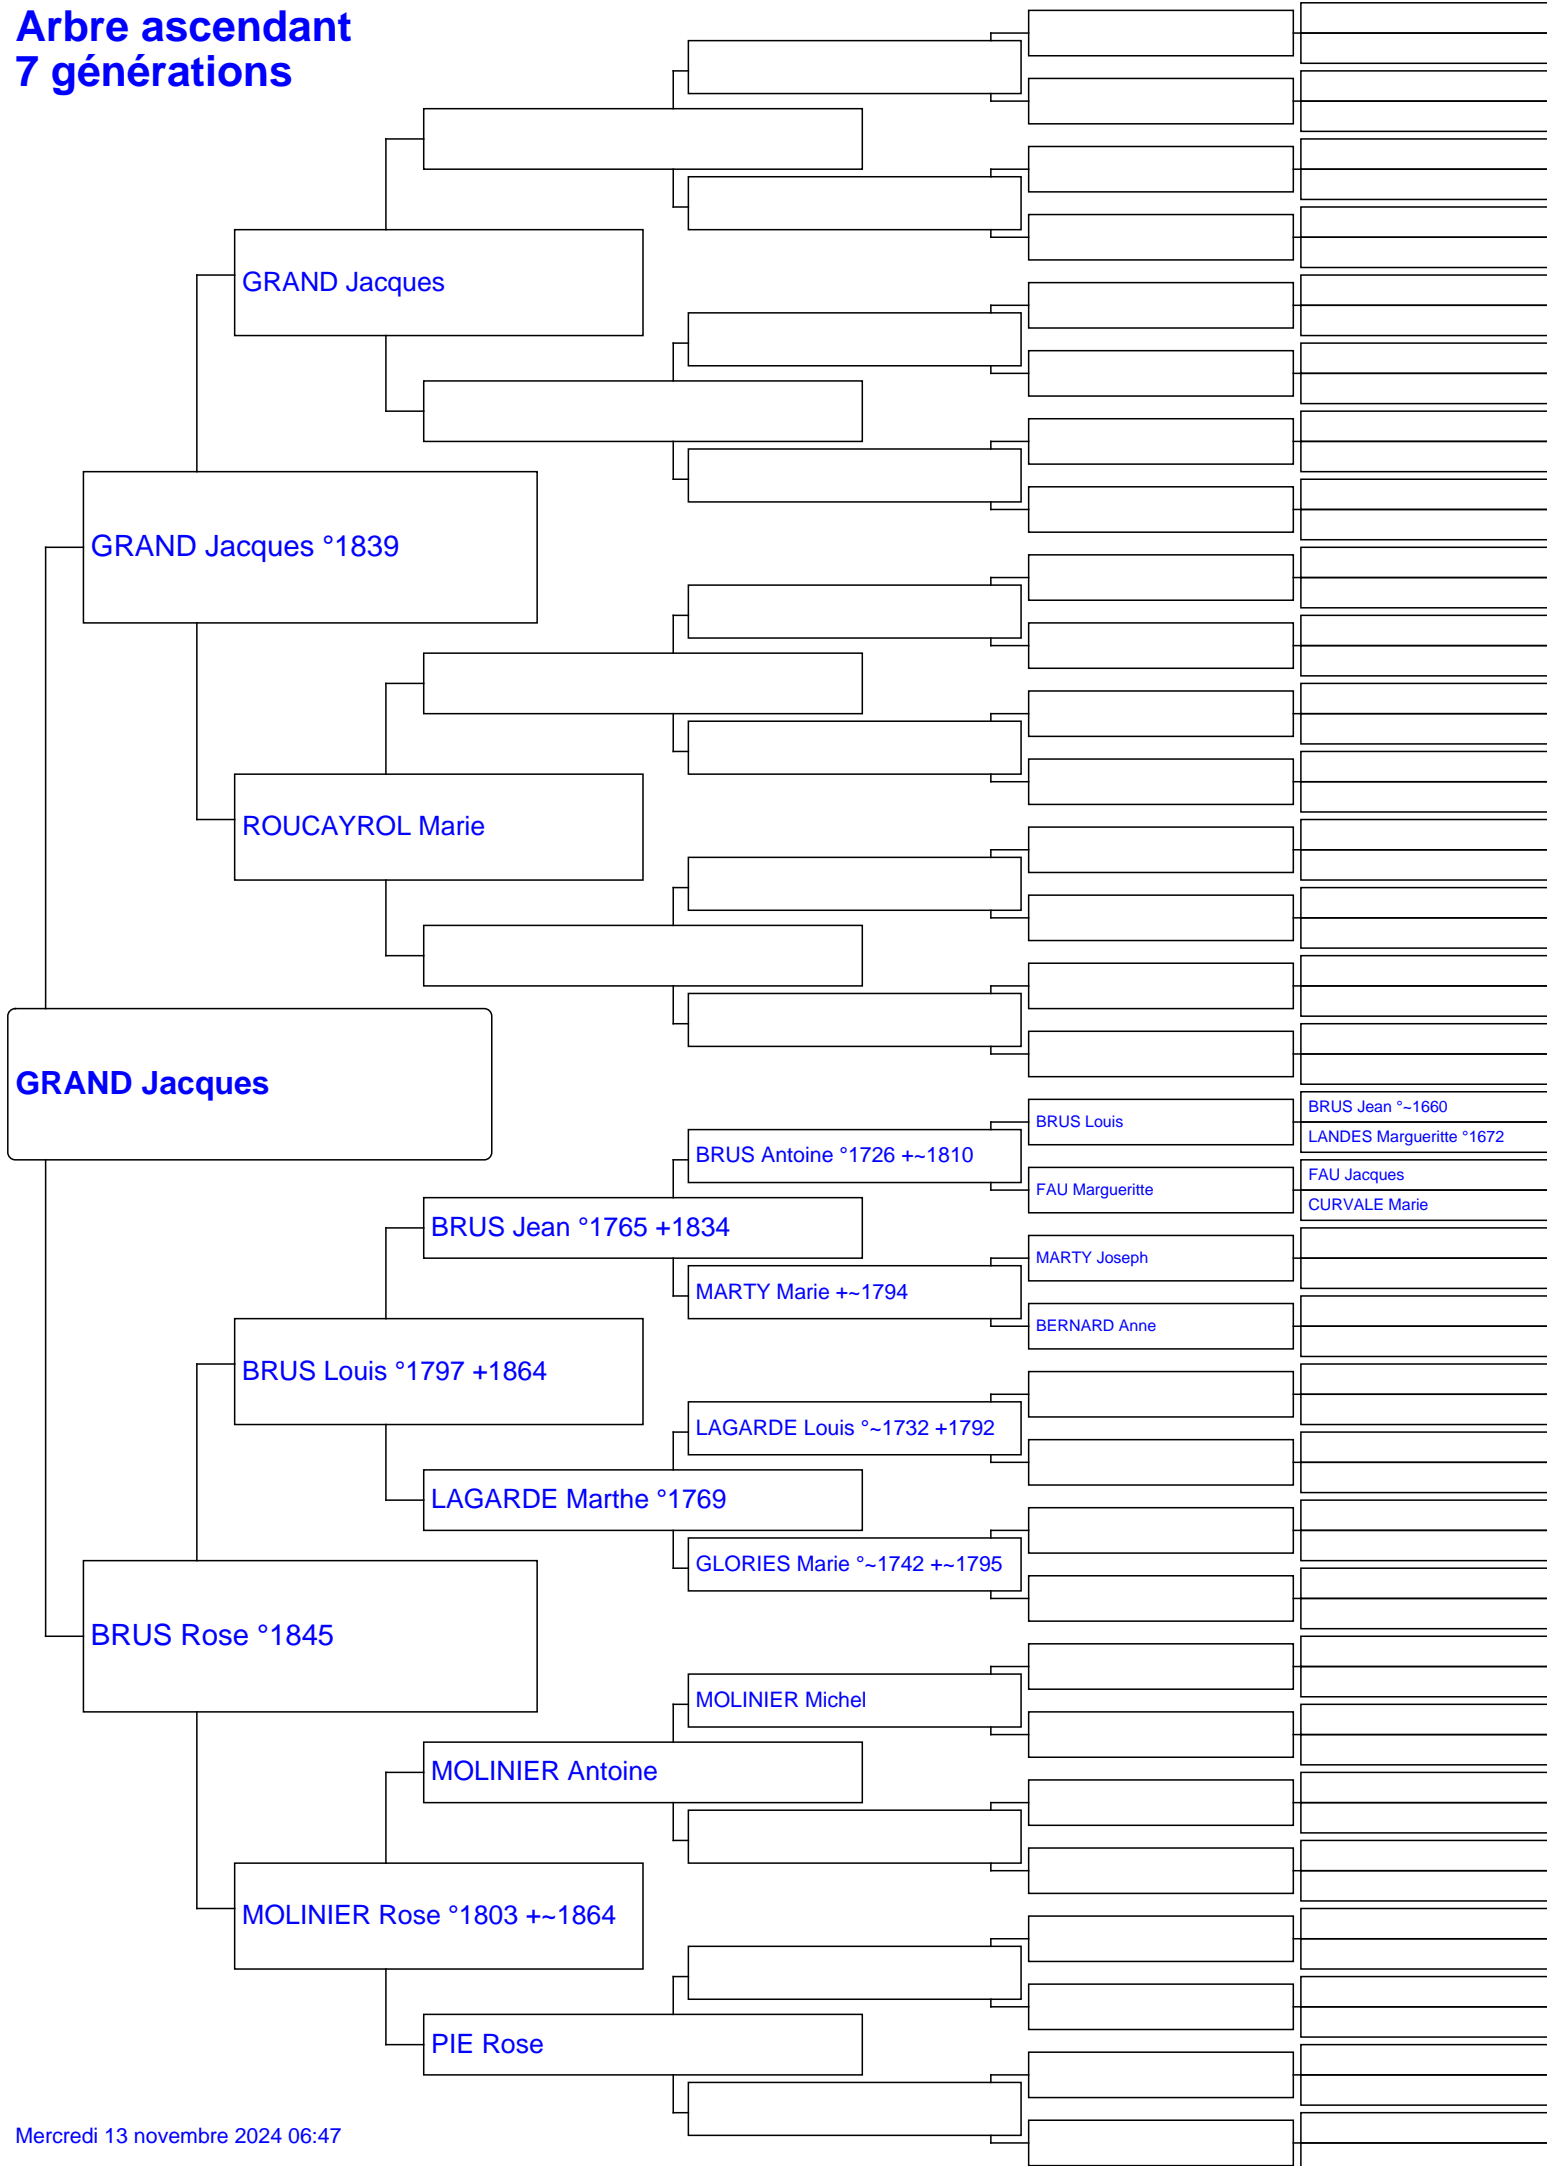 Arbre ascendant
7 générations
GRAND Jacques
GRAND Jacques °1839
ROUCAYROL Marie
GRAND Jacques
BRUS Louis
BRUS Jean °~1660
LANDES Margueritte °1672
BRUS Antoine °1726 +~1810
FAU Margueritte
FAU Jacques
CURVALE Marie
BRUS Jean °1765 +1834
MARTY Joseph
MARTY Marie +~1794
BERNARD Anne
BRUS Louis °1797 +1864
LAGARDE Louis °~1732 +1792
LAGARDE Marthe °1769
GLORIES Marie °~1742 +~1795
BRUS Rose °1845
MOLINIER Michel
MOLINIER Antoine
MOLINIER Rose °1803 +~1864
PIE Rose
Mercredi 13 novembre 2024 06:47